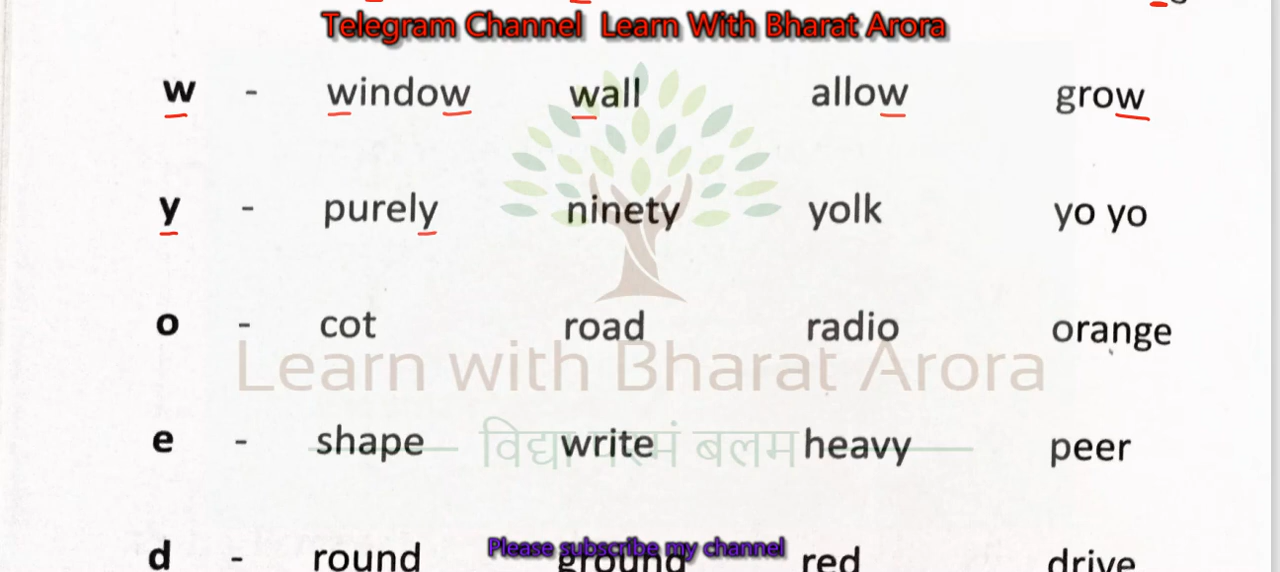 Telegram Channel Learn With Bharat Arora
w - window wall allow grow
y - purely ninety yolk yo yo
o - cot road radio orange
Learn with Bharat Arora
e - shape write heavy peer
विद्या बलम
d - round ground red drive
Please subscribe my channel